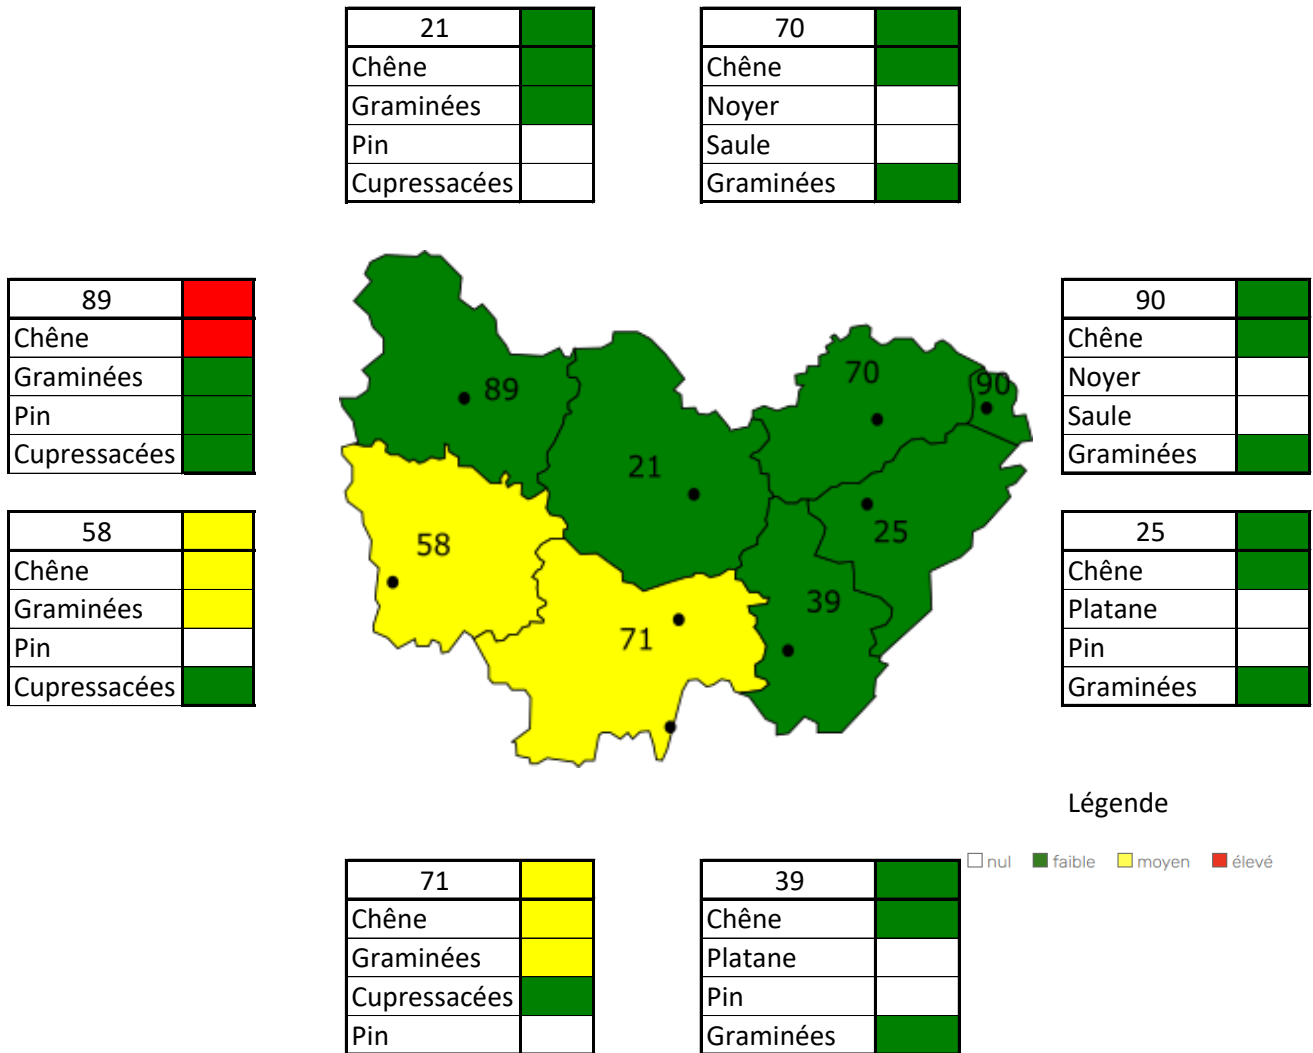 21
Chêne
Graminées
Pin
Cupressacées
70
Chêne
Noyer
Saule
Graminées
89
Chêne
Graminées
Pin
Cupressacées
58
Chêne
Graminées
Pin
Cupressacées
89
21
70
90
58
25
39
71
90
Chêne
Noyer
Saule
Graminées
25
Chêne
Platane
Pin
Graminées
Légende
nul faible moyen élevé
71
Chêne
Graminées
Cupressacées
Pin
39
Chêne
Platane
Pin
Graminées